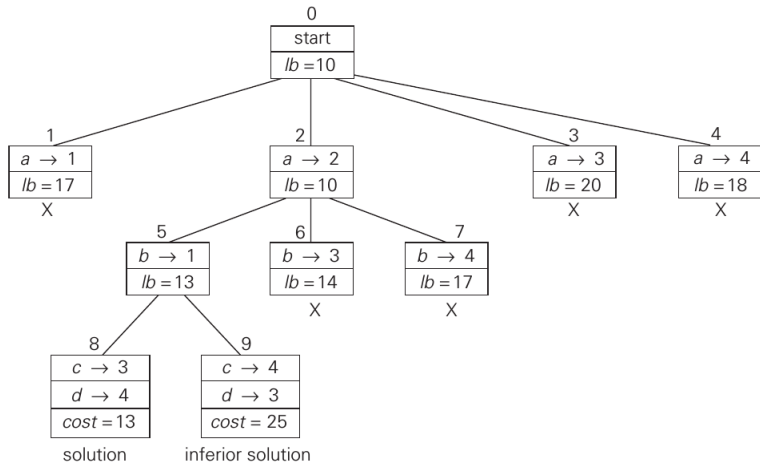 0
start
lb = 10
1
2
3
4
a → 1
a → 2
a → 3
a → 4
lb = 17
lb = 10
lb = 20
lb = 18
X
X
X
5
6
7
b → 1
b → 3
b → 4
lb = 13
lb = 14
lb = 17
X
X
8
9
c → 3
c → 4
d → 4
d → 3
cost = 13
cost = 25
solution
inferior solution